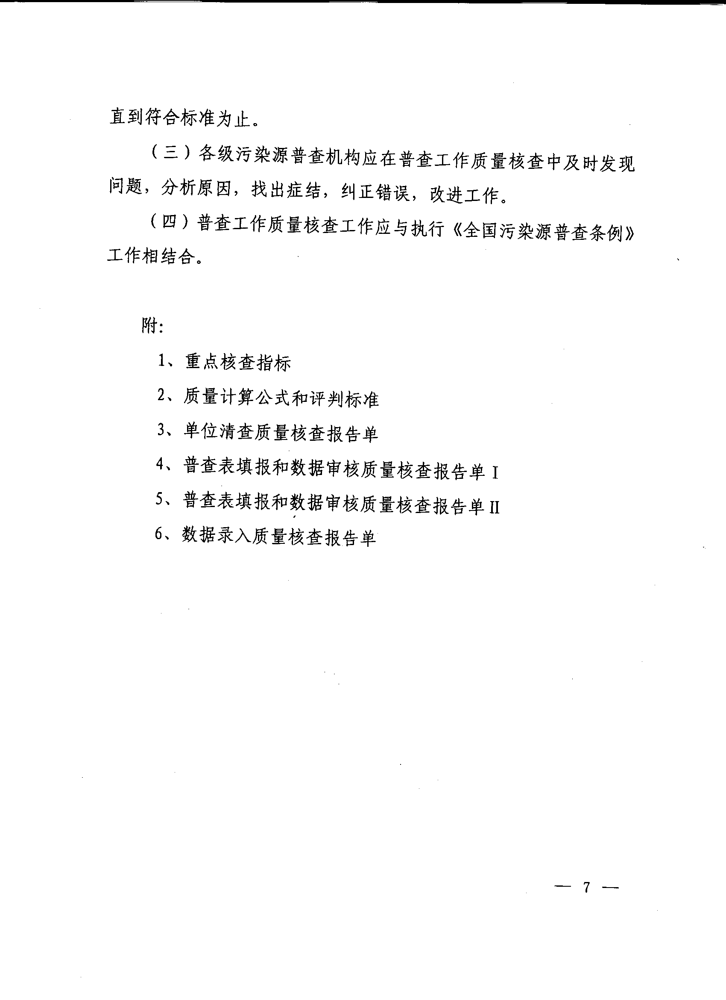 直到符合标准为止。
（三）各级污染源普查机构应在普查工作质量核查中及时发现
问题，分析原因，找出症结，纠正错误，改进工作。
（四）普查工作质量核查工作应与执行《全国污染源普查条例》
工作相结合。
附：
1、重点核查指标
2、质量计算公式和评判标准
3、单位清查质量核查报告单
4、普查表填报和数据审核质量核查报告单 I
5、普查表填报和数据审核质量核查报告单 II
6、数据录入质量核查报告单
— 7 —